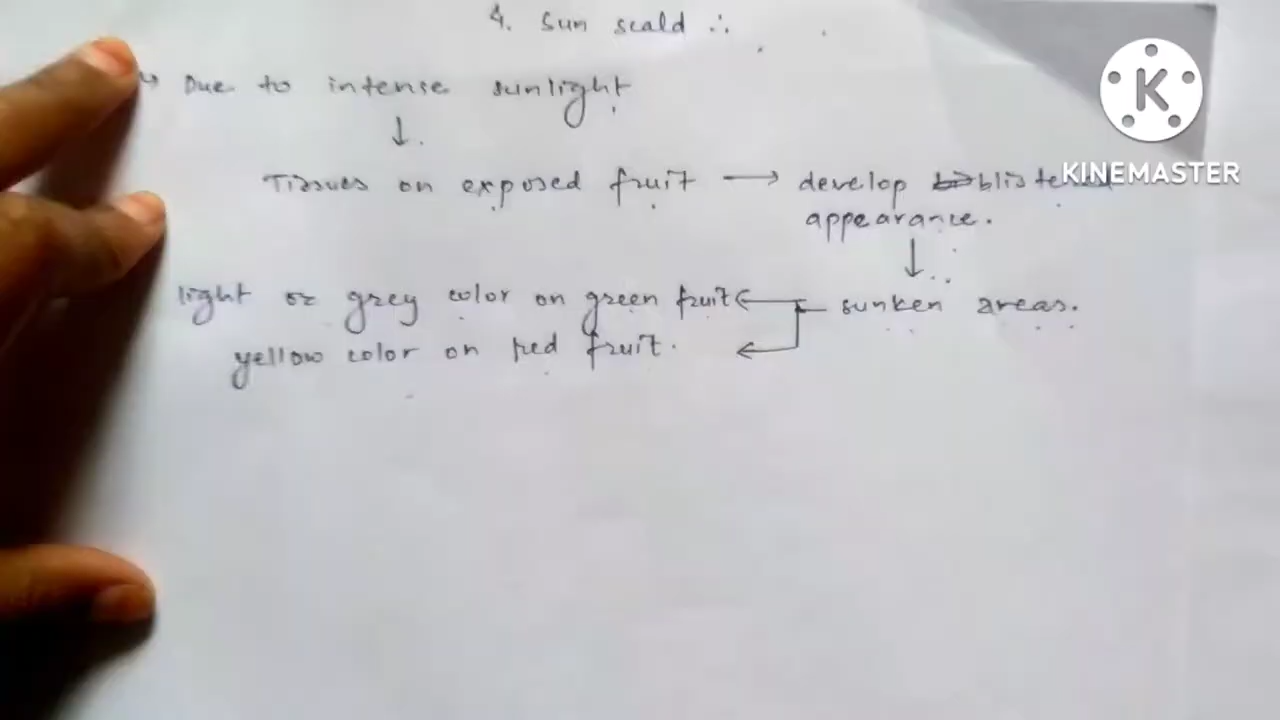 4. Sun scald ∴
↳ Due to intense sunlight
↓
Tissues on exposed fruit → develop blistered
appearance.
↓
light or grey color on green fruit ← sunken areas.
yellow color on red fruit. ←
K
KINEMASTER